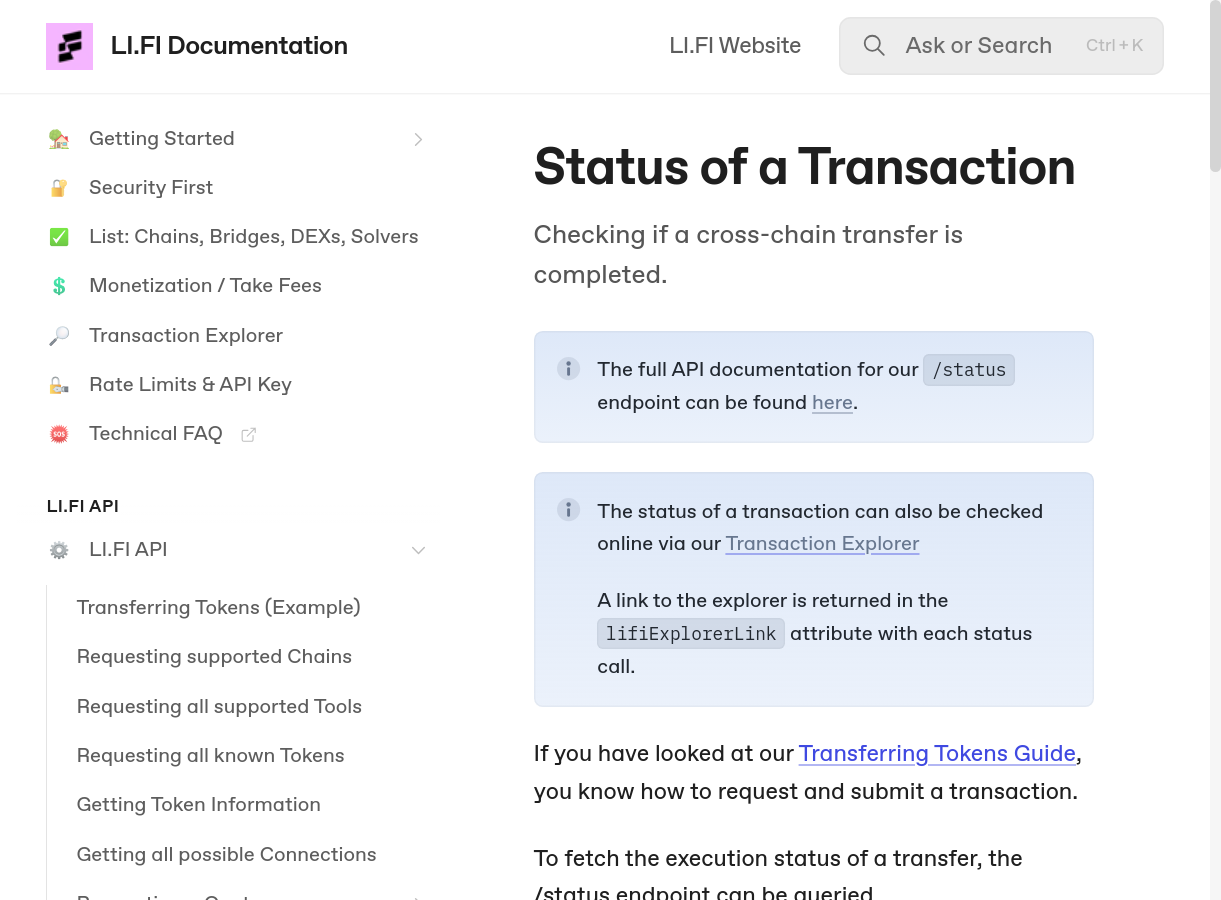 LI.FI Documentation
LI.FI Website
Ask or Search
Ctrl + K
Getting Started
Security First
List: Chains, Bridges, DEXs, Solvers
Monetization / Take Fees
Transaction Explorer
Rate Limits & API Key
Technical FAQ
LI.FI API
LI.FI API
Transferring Tokens (Example)
Requesting supported Chains
Requesting all supported Tools
Requesting all known Tokens
Getting Token Information
Getting all possible Connections
Status of a Transaction
Checking if a cross-chain transfer is
completed.
The full API documentation for our /status
endpoint can be found here.
The status of a transaction can also be checked
online via our Transaction Explorer
A link to the explorer is returned in the
lifiExplorerLink attribute with each status
call.
If you have looked at our Transferring Tokens Guide,
you know how to request and submit a transaction.
To fetch the execution status of a transfer, the
/status endpoint can be queried